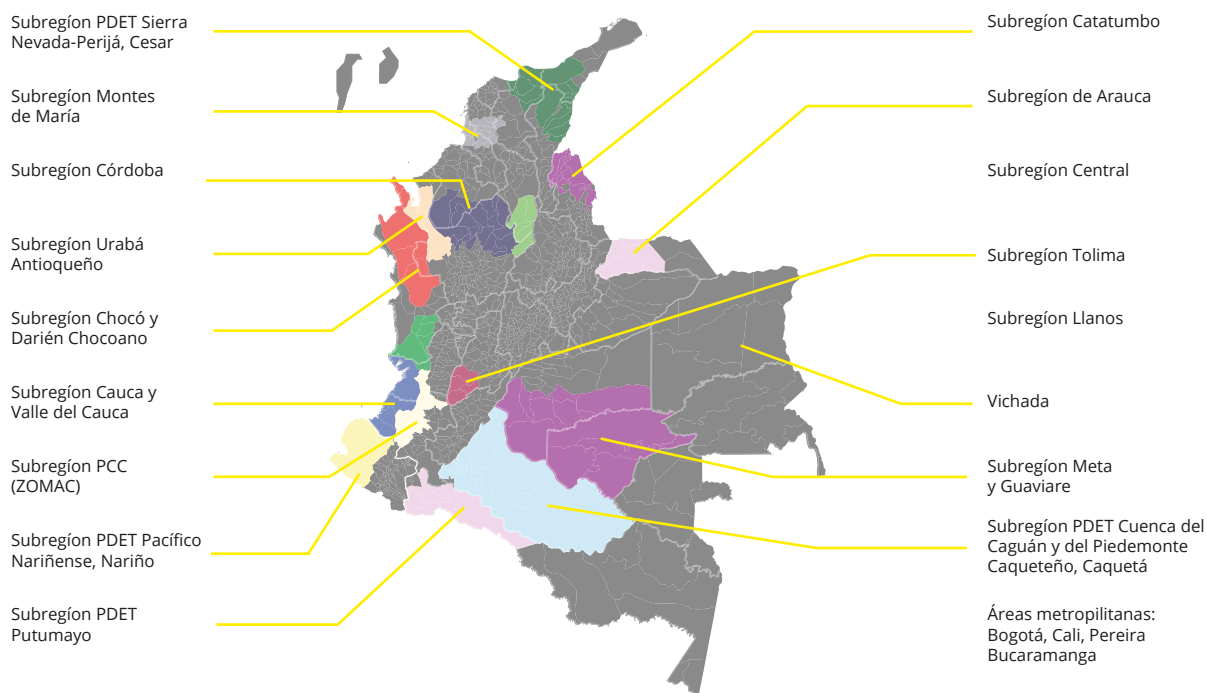 Subregíon PDET Sierra
Nevada-Perijá, Cesar
Subregíon Montes
de María
Subregíon Córdoba
Subregíon Urabá
Antioqueño
Subregíon Chocó y
Darién Chocoano
Subregíon Cauca y
Valle del Cauca
Subregíon PCC
(ZOMAC)
Subregíon PDET Pacífico
Nariñense, Nariño
Subregíon PDET
Putumayo
Subregíon Catatumbo
Subregíon de Arauca
Subregíon Central
Subregíon Tolima
Subregíon Llanos
Vichada
Subregíon Meta
y Guaviare
Subregíon PDET Cuenca del
Caguán y del Piedemonte
Caqueteño, Caquetá
Áreas metropilitanas:
Bogotá, Cali, Pereira
Bucaramanga